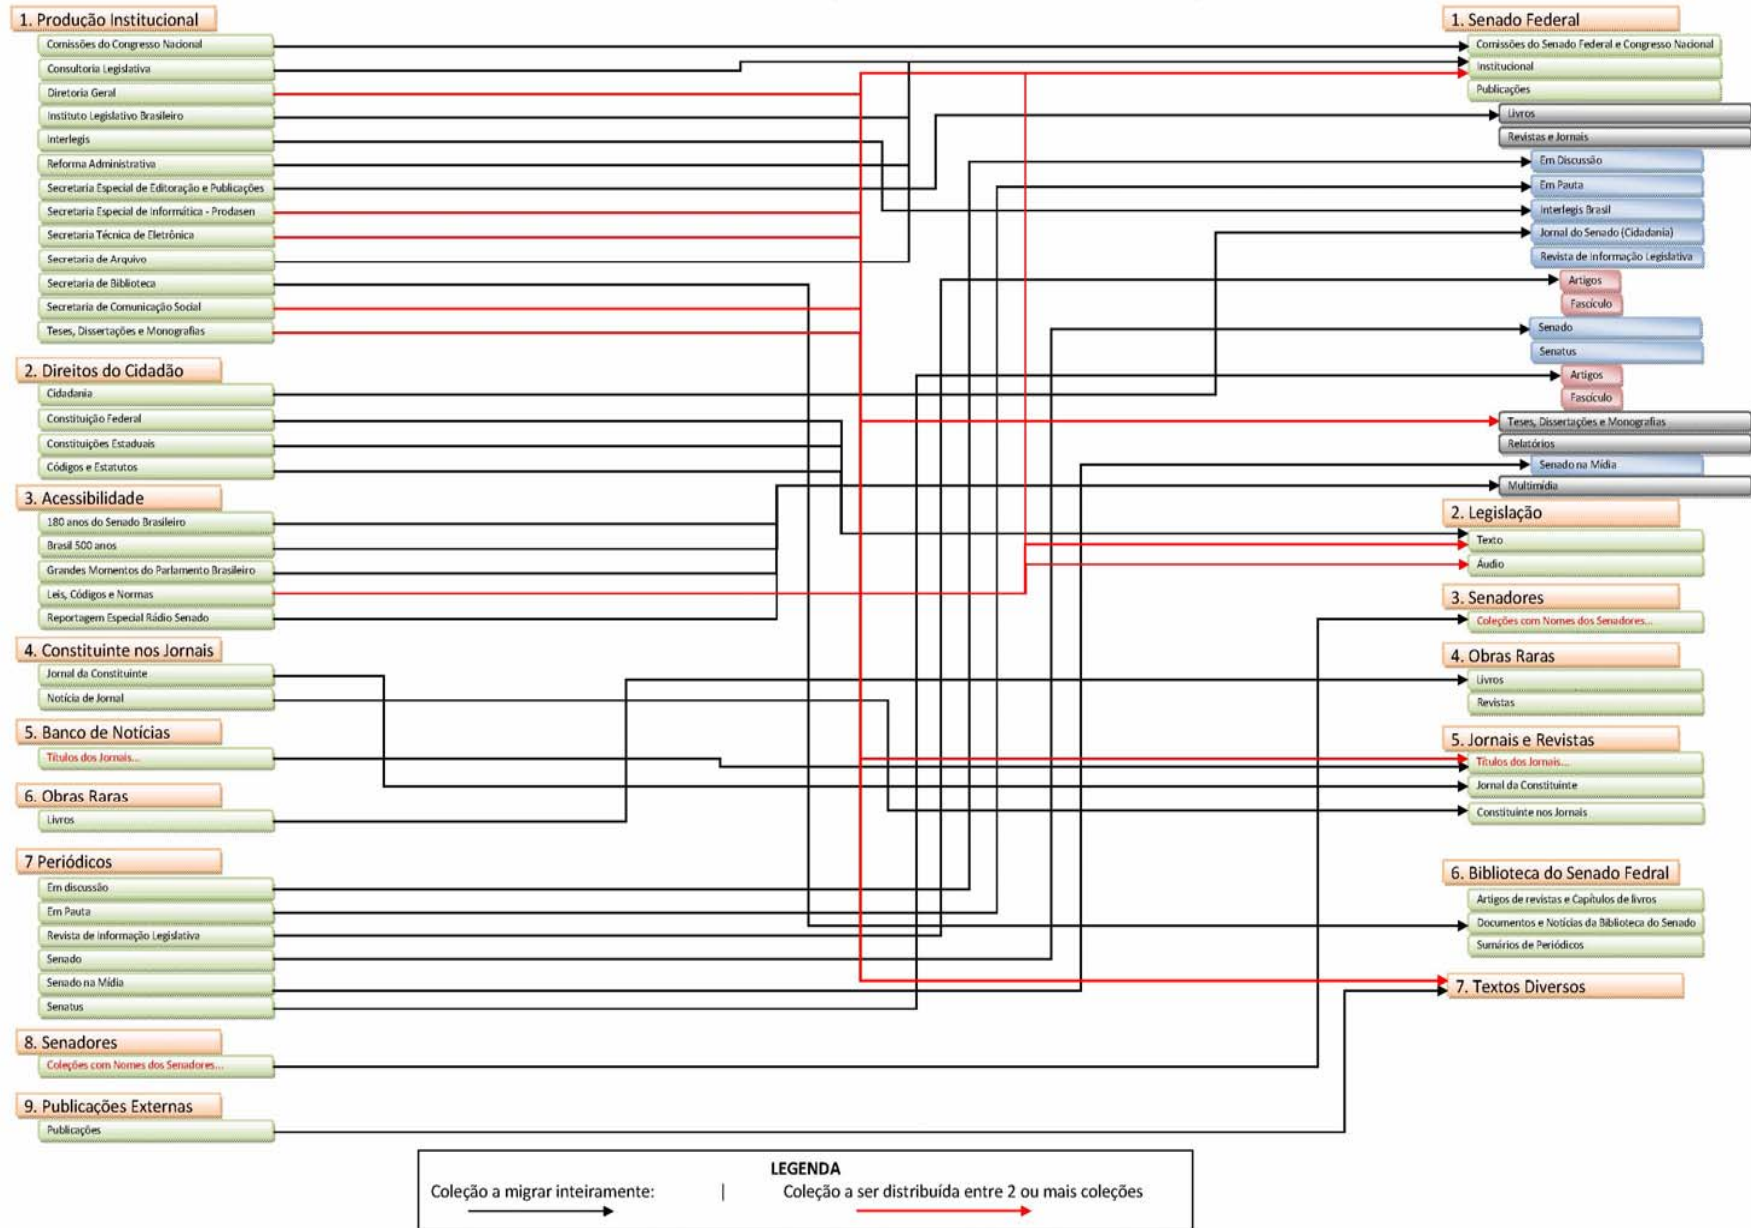 1. Produção Institucional
Comissões do Congresso Nacional
Consultoria Legislativa
Diretoria Geral
Instituto Legislativo Brasileiro
Interlegis
Reforma Administrativa
Secretaria Especial de Editoração e Publicações
Secretaria Especial de Informática - Prodasen
Secretaria Técnica de Eletrônica
Secretaria de Arquivo
Secretaria de Biblioteca
Secretaria de Comunicação Social
Teses, Dissertações e Monografias
2. Direitos do Cidadão
Cidadania
Constituição Federal
Constituições Estaduais
Códigos e Estatutos
3. Acessibilidade
180 anos do Senado Brasileiro
Brasil 500 anos
Grandes Momentos do Parlamento Brasileiro
Leis, Códigos e Normas
Reportagem Especial Rádio Senado
4. Constituinte nos Jornais
Jornal da Constituinte
Notícia de Jornal
5. Banco de Notícias
Títulos dos Jornais...
6. Obras Raras
Livros
7 Periódicos
Em discussão
Em Pauta
Revista de Informação Legislativa
Senado
Senado na Mídia
Senatus
8. Senadores
Coleções com Nomes dos Senadores...
9. Publicações Externas
Publicações
1. Senado Federal
Comissões do Senado Federal e Congresso Nacional
Institucional
Publicações
Livros
Revistas e Jornais
Em Discussão
Em Pauta
Interlegis Brasil
Jornal do Senado (Cidadania)
Revista de Informação Legislativa
Artigos
Fascículo
Senado
Senatus
Artigos
Fascículo
Teses, Dissertações e Monografias
Relatórios
Senado na Mídia
Multimídia
2. Legislação
Texto
Áudio
3. Senadores
Coleções com Nomes dos Senadores...
4. Obras Raras
Livros
Revistas
5. Jornais e Revistas
Títulos dos Jornais...
Jornal da Constituinte
Constituinte nos Jornais
6. Biblioteca do Senado Fedral
Artigos de revistas e Capítulos de livros
Documentos e Notícias da Biblioteca do Senado
Sumários de Periódicos
7. Textos Diversos
LEGENDA
Coleção a migrar inteiramente: | Coleção a ser distribuída entre 2 ou mais coleções